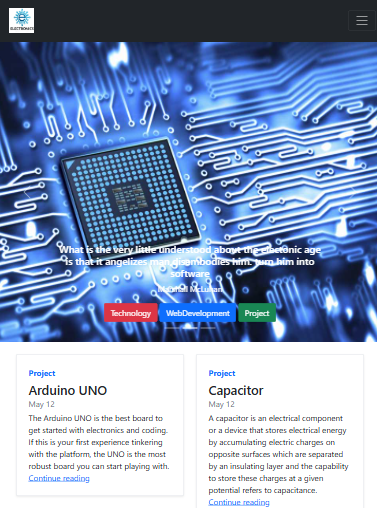 ELECTRONICS
What is the very little understood about the electonic age
is that it angelizes man,disembodies him. turn him into
software
Marshall McLuhan
Technology WebDevelopment Project
Project
Arduino UNO
May 12
The Arduino UNO is the best board to
get started with electronics and coding.
If this is your first experience tinkering
with the platform, the UNO is the most
robust board you can start playing with.
Continue reading
Project
Capacitor
May 12
A capacitor is an electrical component
or a device that stores electrical energy
by accumulating electric charges on
opposite surfaces which are separated
by an insulating layer and the capability
to store these charges at a given
potential refers to capacitance.
Continue reading